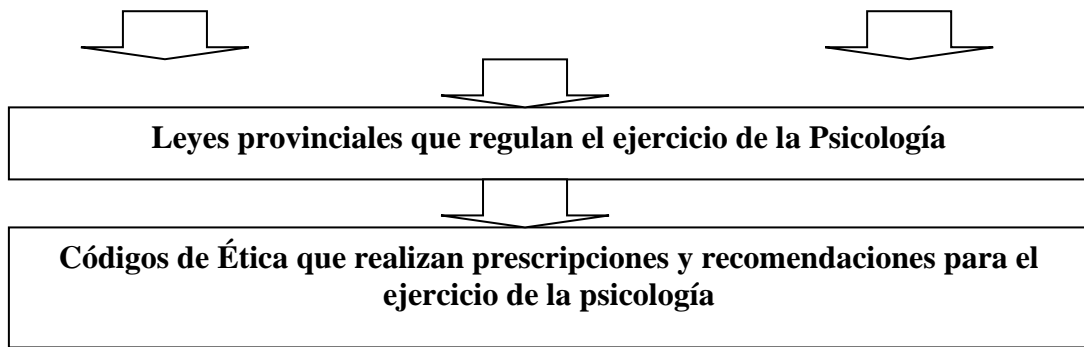 Leyes provinciales que regulan el ejercicio de la Psicología
Códigos de Ética que realizan prescripciones y recomendaciones para el
ejercicio de la psicología